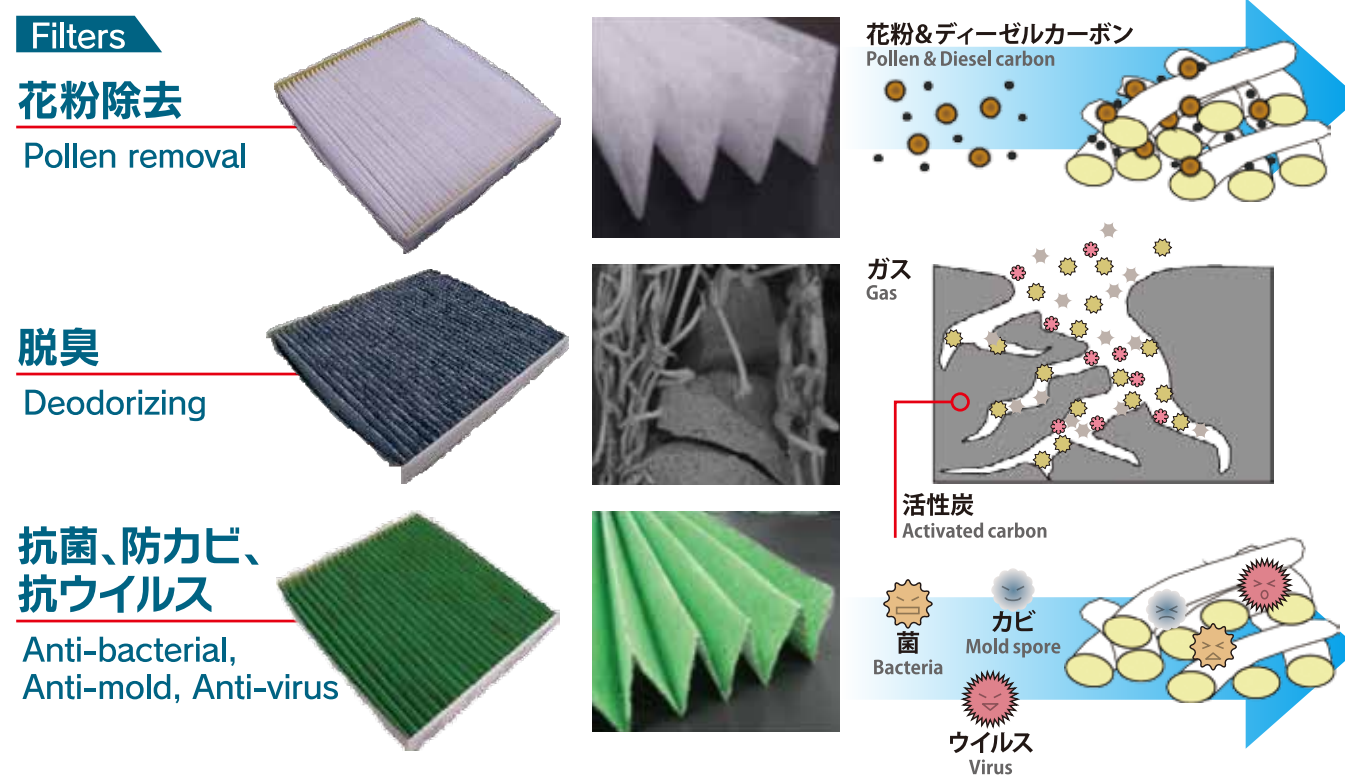 Filters
花粉除去
Pollen removal
花粉&ディーゼルカーボン
Pollen & Diesel carbon
脱臭
Deodorizing
ガス
Gas
活性炭
Activated carbon
抗菌、防カビ、
抗ウイルス
Anti-bacterial,
Anti-mold, Anti-virus
菌
Bacteria
カビ
Mold spore
ウイルス
Virus